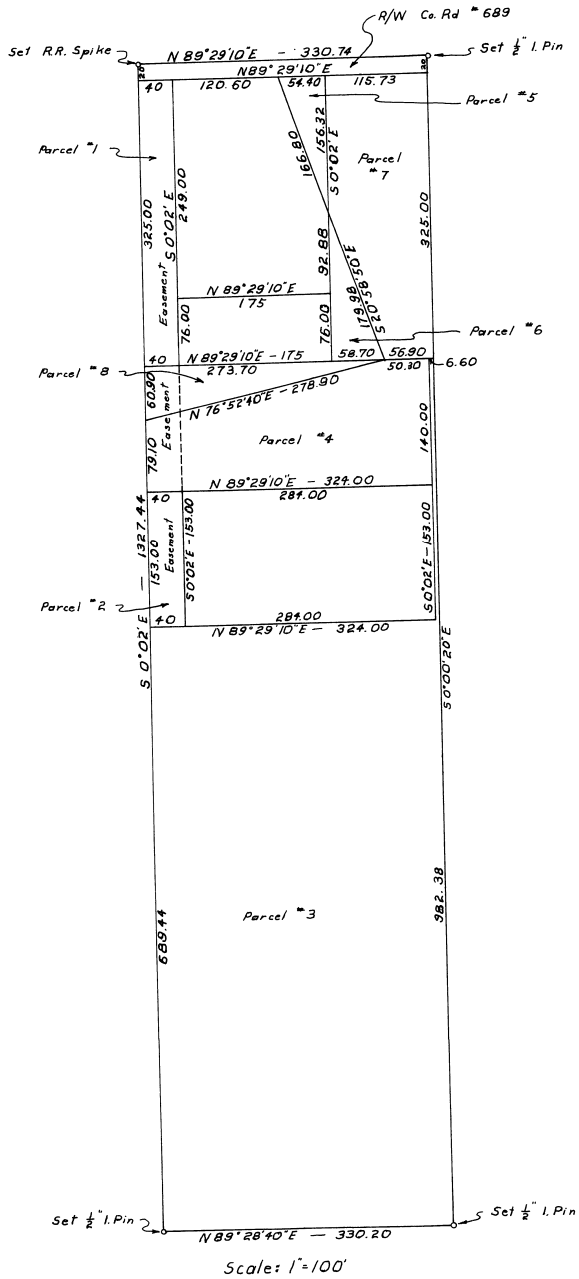 R/W Co. Rd #689
Set R.R. Spike
N 89°29'10"E - 330.74
Set ½" I. Pin
20
N 89°29'10"E
20
40
120.60
54.40
115.73
Parcel #5
Parcel #1
156.32
S 0°02'E
Parcel
#7
166.80
325.00
S 0°02'E
249.00
325.00
Easement
92.88
179.98
S 20°58'50"E
N 89°29'10"E
175
76.00
76.00
Parcel #6
40
N 89°29'10"E - 175
58.70
56.90
273.70
50.30
6.60
Parcel #8
60.90
Easement
N 76°52'40"E - 278.90
Parcel #4
140.00
79.10
N 89°29'10"E - 324.00
40
284.00
S 0°02'E — 1327.44
153.00
Easement
S 0°02'E - 153.00
S 0°02'E - 153.00
Parcel #2
40
284.00
N 89°29'10"E — 324.00
S 0°00'20"E
Parcel #3
689.44
982.38
Set ½" I. Pin
Set ½" I. Pin
N 89°28'40"E — 330.20
Scale: 1"=100'